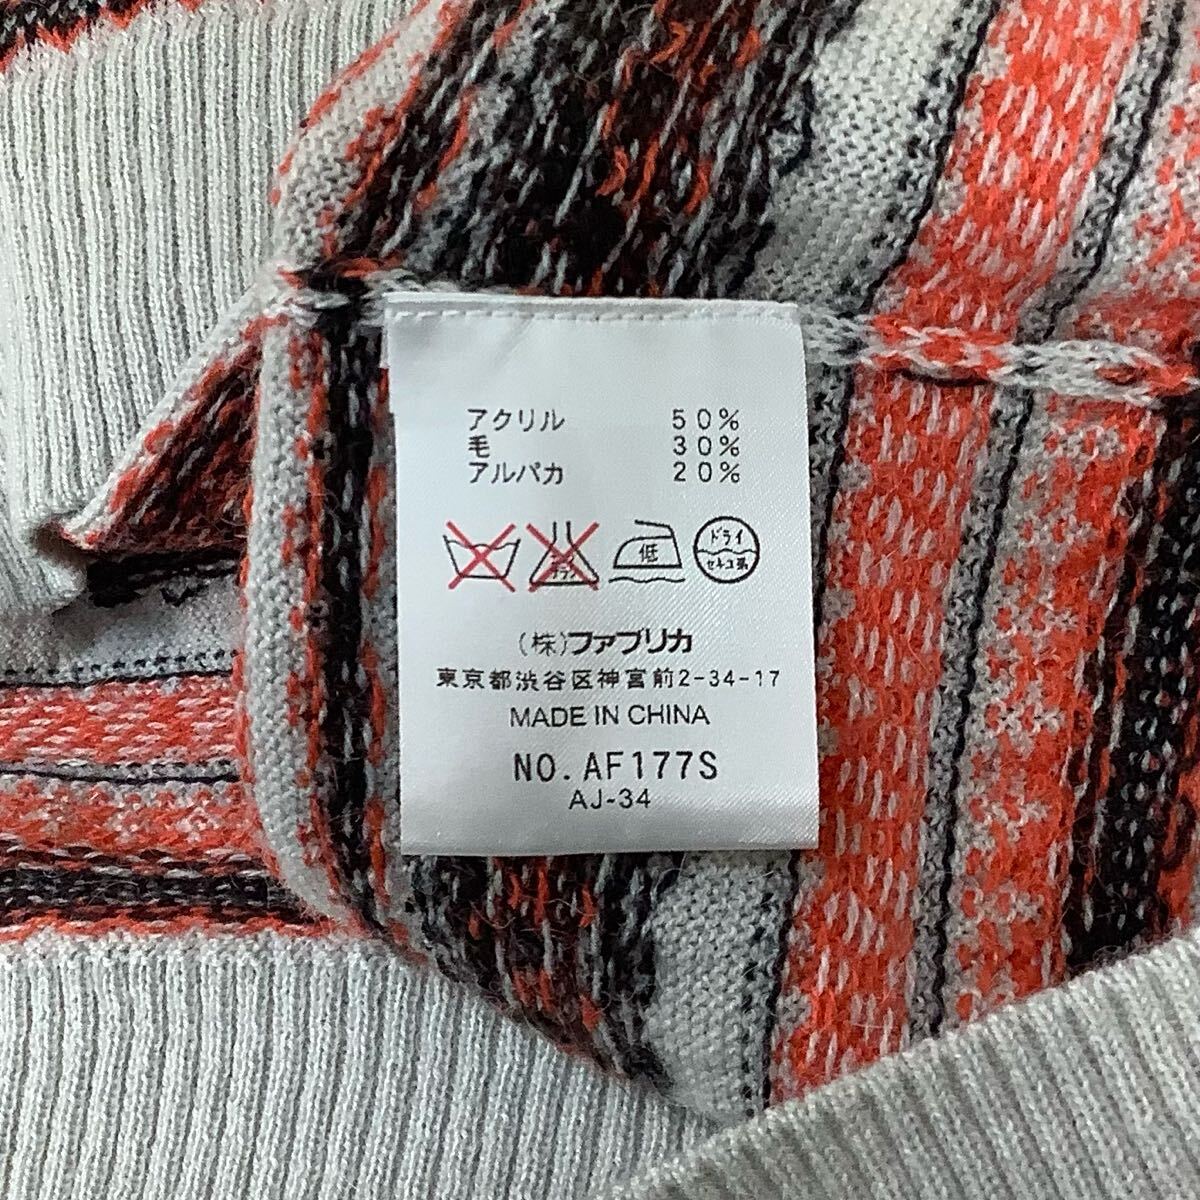 アクリル 50%
毛 30%
アルパカ 20%
低
ドライ
セキユ系
(株)ファブリカ
東京都渋谷区神宮前2-34-17
MADE IN CHINA
NO. AF177S
AJ-34